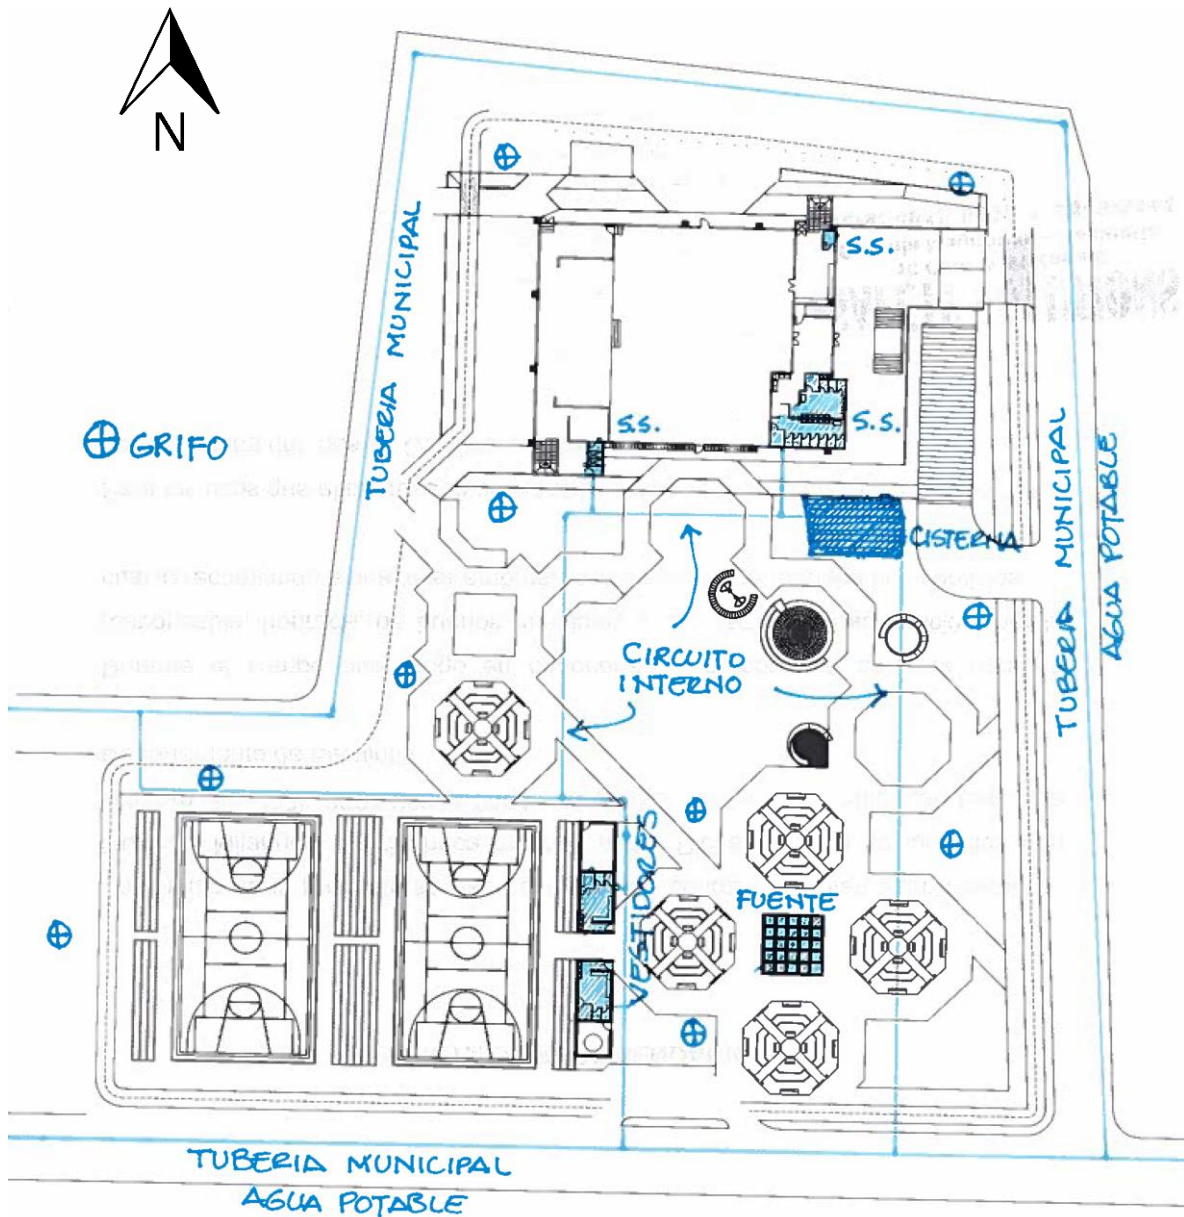 N
TUBERIA MUNICIPAL
S.S.
TUBERIA MUNICIPAL
AGUA POTABLE
GRIFO
S.S.
S.S.
CISTERNA
CIRCUITO
INTERNO
VESTIDORES
FUENTE
TUBERIA MUNICIPAL
AGUA POTABLE